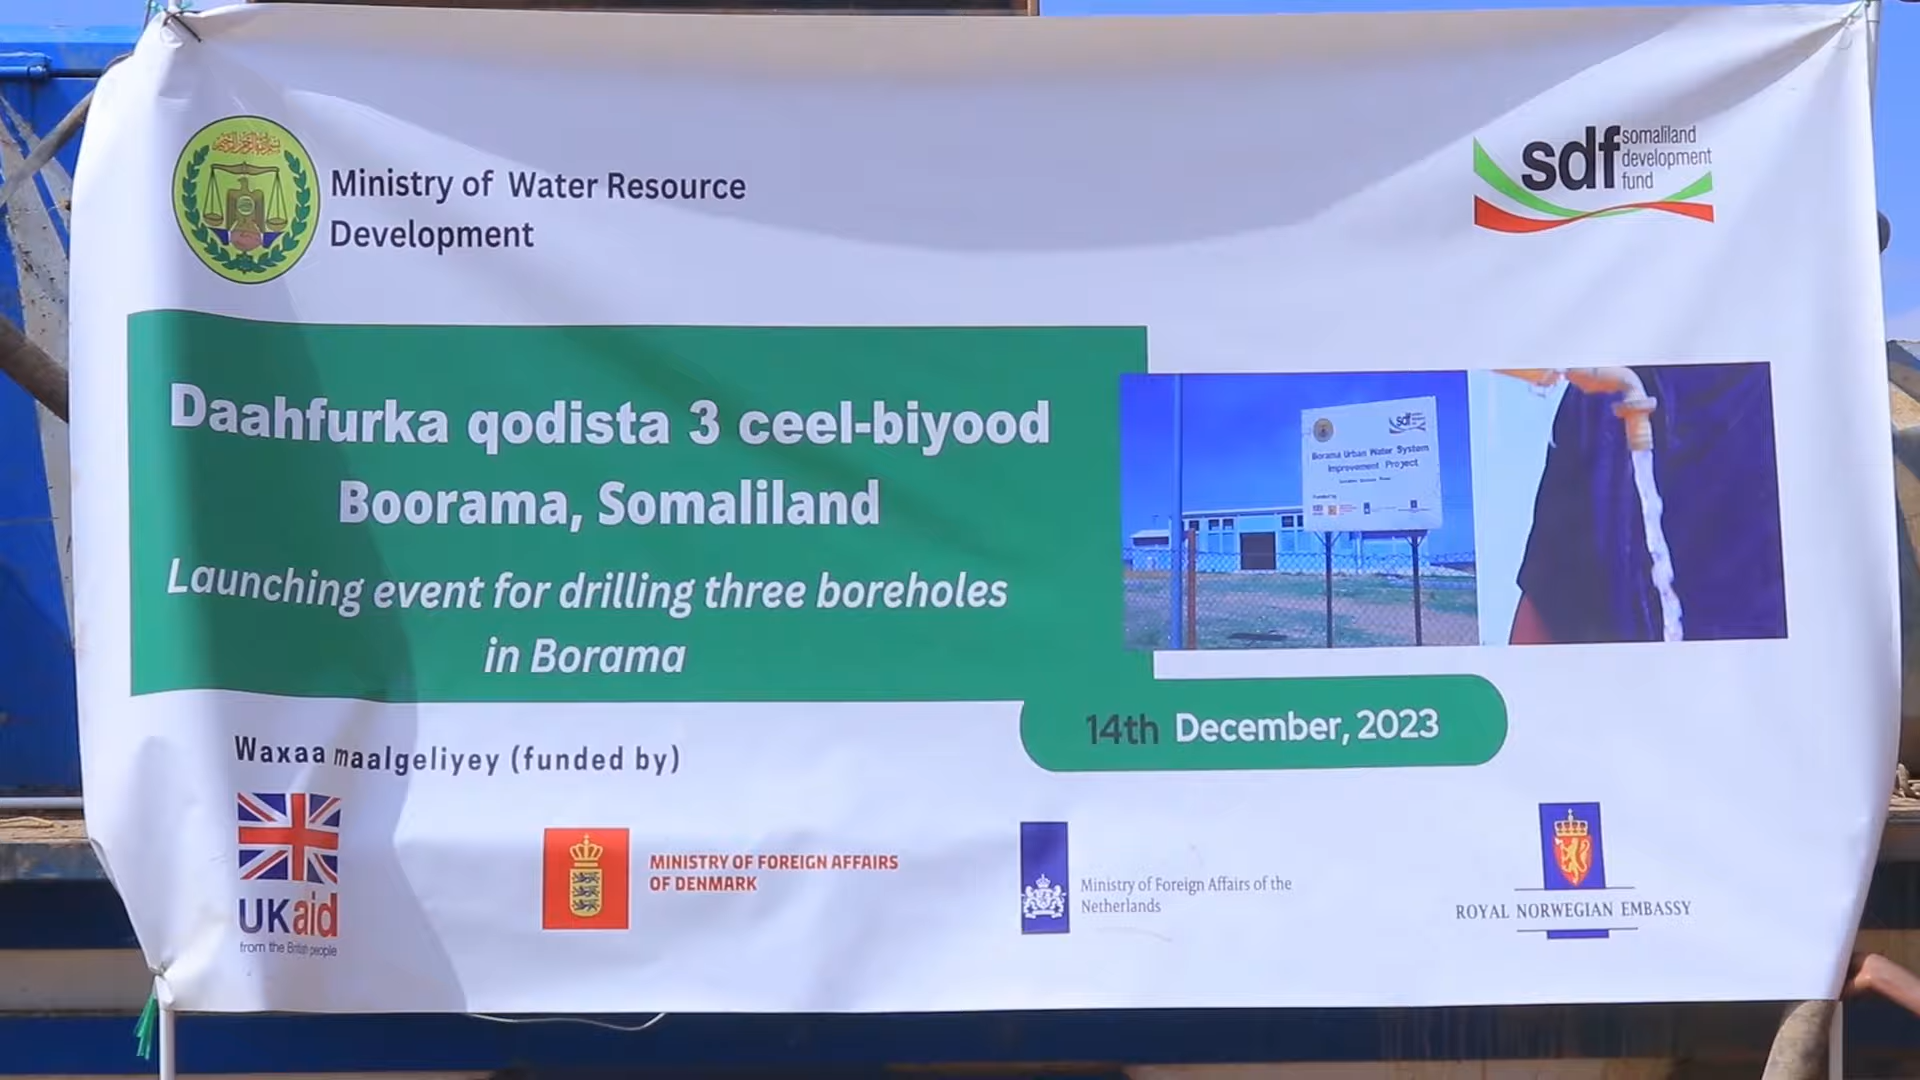 Ministry of Water Resource
Development
sdf somaliland
development
fund
Daahfurka qodista 3 ceel-biyood
Boorama, Somaliland
Launching event for drilling three boreholes
in Borama
sdf
Borama Urban Water System
Improvement Project
Funded by
14th December, 2023
Waxaa maalgeliyey (funded by)
UKaid
from the British people
MINISTRY OF FOREIGN AFFAIRS
OF DENMARK
Ministry of Foreign Affairs of the
Netherlands
ROYAL NORWEGIAN EMBASSY